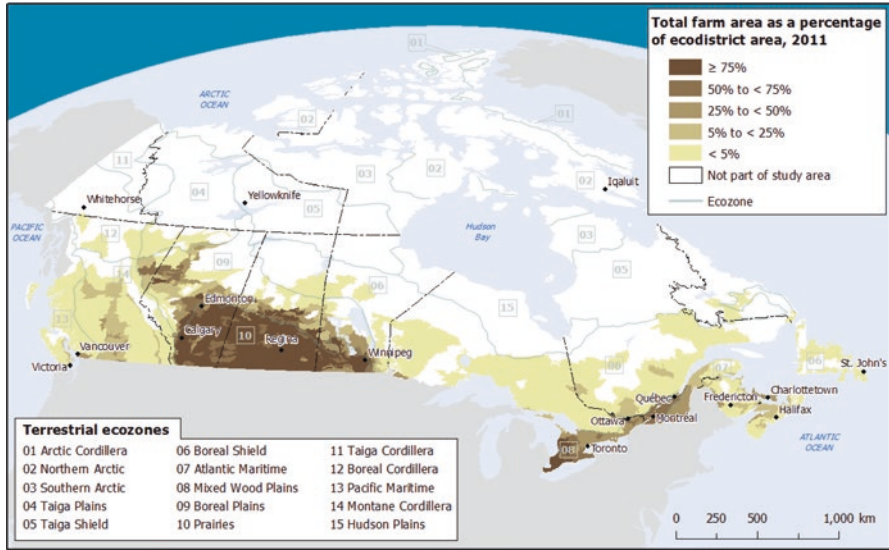 Total farm area as a percentage
of ecodistrict area, 2011
≥ 75%
50% to < 75%
25% to < 50%
5% to < 25%
< 5%
Not part of study area
Ecozone
01
ARCTIC
OCEAN
02
01
11
03
02
02
Iqaluit
04
Yellowknife
Whitehorse
05
PACIFIC
OCEAN
Hudson
Bay
03
12
09
14
06
05
15
Edmonton
13
Calgary
10
Regina
Winnipeg
Vancouver
Victoria
06
06
St. John's
07
Québec
Fredericton
Charlottetown
Ottawa
Montreal
Halifax
08
Toronto
ATLANTIC
OCEAN
Terrestrial ecozones
01 Arctic Cordillera
02 Northern Arctic
03 Southern Arctic
04 Taiga Plains
05 Taiga Shield
06 Boreal Shield
07 Atlantic Maritime
08 Mixed Wood Plains
09 Boreal Plains
10 Prairies
11 Taiga Cordillera
12 Boreal Cordillera
13 Pacific Maritime
14 Montane Cordillera
15 Hudson Plains
0 250 500 1,000 km